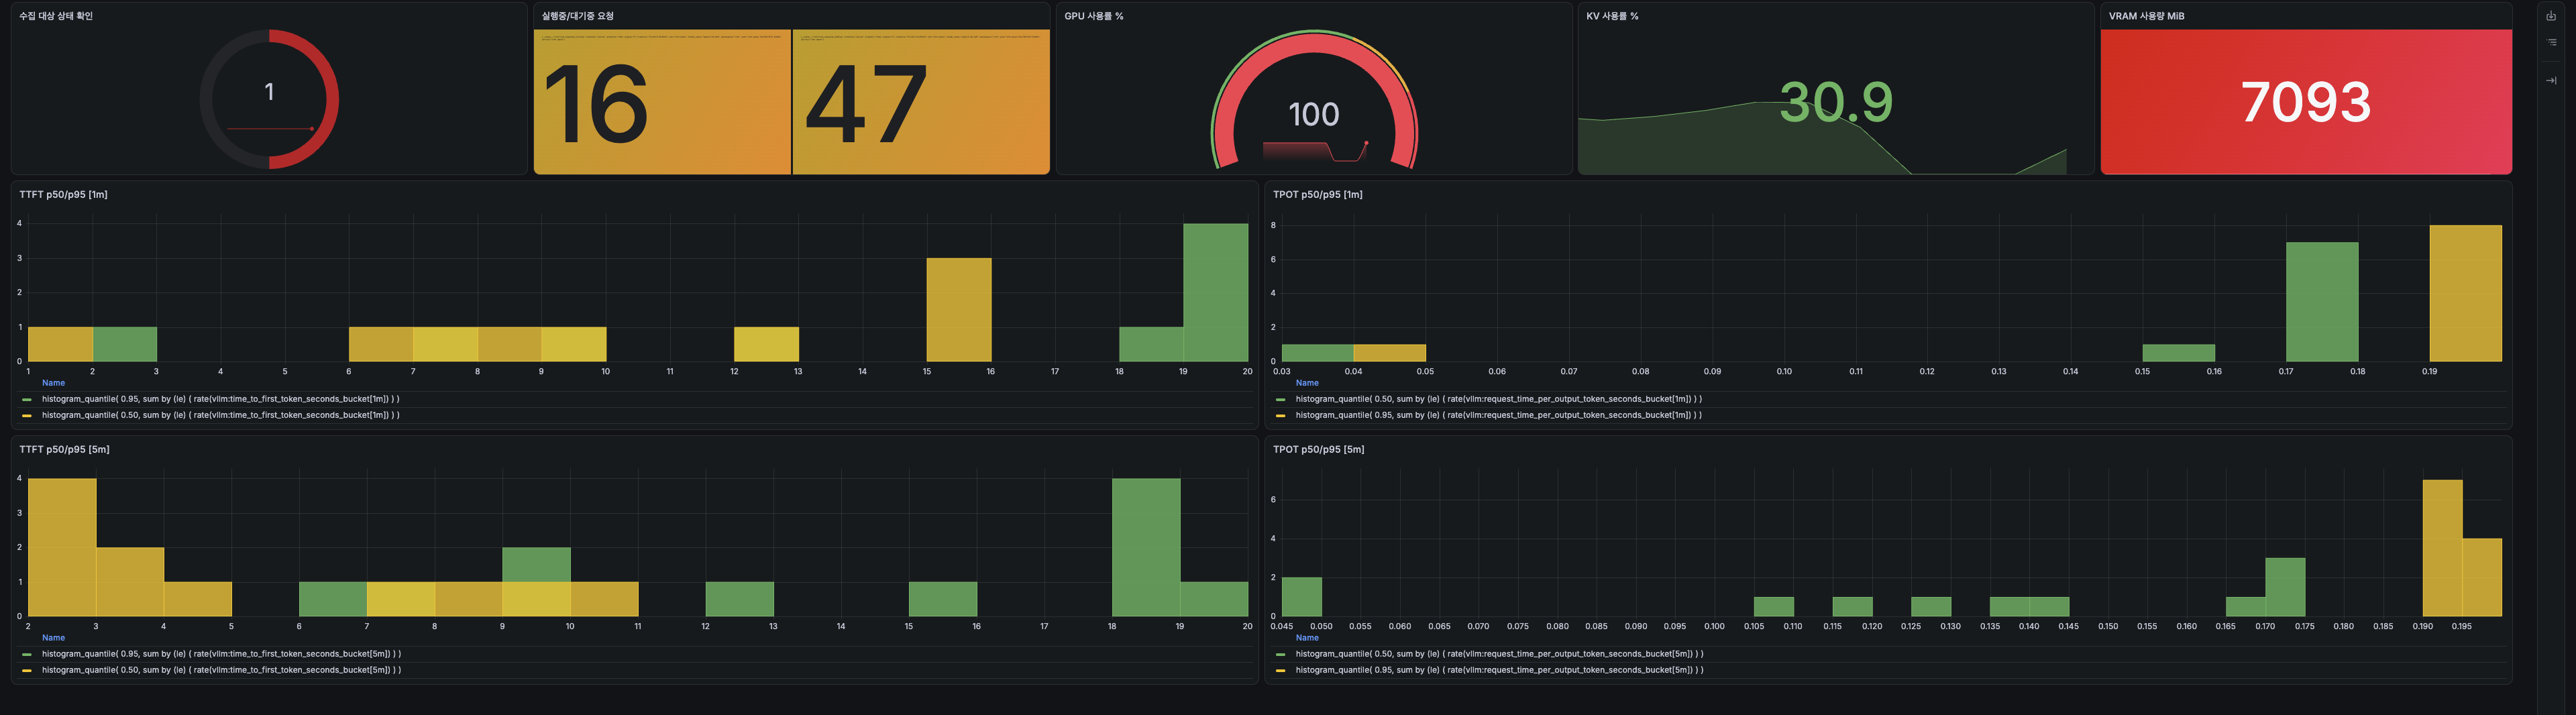 수집 대상 상태 확인
실행중/대기중 요청
GPU 사용률 %
KV 사용률 %
VRAM 사용량 MiB
1
16
47
100
30.9
7093
TTFT p50/p95 [1m]
4
3
2
1
0
1 2 3 4 5 6 7 8 9 10 11 12 13 14 15 16 17 18 19 20
Name
histogram_quantile( 0.95, sum by (le) ( rate(vllm:time_to_first_token_seconds_bucket[1m]) ) )
histogram_quantile( 0.50, sum by (le) ( rate(vllm:time_to_first_token_seconds_bucket[1m]) ) )
TPOT p50/p95 [1m]
8
6
4
2
0
0.03 0.04 0.05 0.06 0.07 0.08 0.09 0.10 0.11 0.12 0.13 0.14 0.15 0.16 0.17 0.18 0.19
Name
histogram_quantile( 0.50, sum by (le) ( rate(vllm:request_time_per_output_token_seconds_bucket[1m]) ) )
histogram_quantile( 0.95, sum by (le) ( rate(vllm:request_time_per_output_token_seconds_bucket[1m]) ) )
TTFT p50/p95 [5m]
4
3
2
1
0
2 3 4 5 6 7 8 9 10 11 12 13 14 15 16 17 18 19 20
Name
histogram_quantile( 0.95, sum by (le) ( rate(vllm:time_to_first_token_seconds_bucket[5m]) ) )
histogram_quantile( 0.50, sum by (le) ( rate(vllm:time_to_first_token_seconds_bucket[5m]) ) )
TPOT p50/p95 [5m]
6
4
2
0
0.045 0.050 0.055 0.060 0.065 0.070 0.075 0.080 0.085 0.090 0.095 0.100 0.105 0.110 0.115 0.120 0.125 0.130 0.135 0.140 0.145 0.150 0.155 0.160 0.165 0.170 0.175 0.180 0.185 0.190 0.195
Name
histogram_quantile( 0.50, sum by (le) ( rate(vllm:request_time_per_output_token_seconds_bucket[5m]) ) )
histogram_quantile( 0.95, sum by (le) ( rate(vllm:request_time_per_output_token_seconds_bucket[5m]) ) )